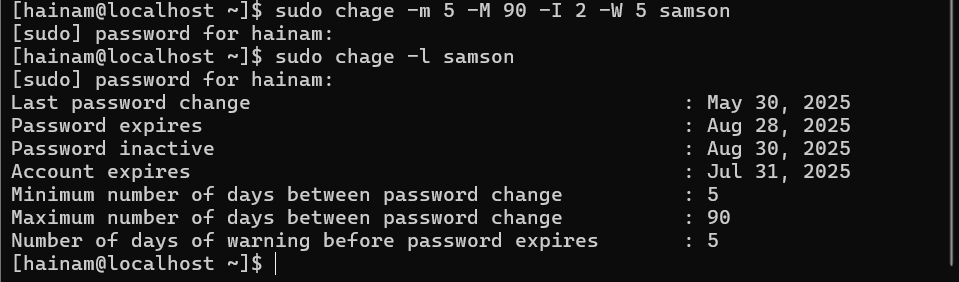 [hainam@localhost ~]$ sudo chage -m 5 -M 90 -I 2 -W 5 samson
[sudo] password for hainam:
[hainam@localhost ~]$ sudo chage -l samson
[sudo] password for hainam:
Last password change : May 30, 2025
Password expires : Aug 28, 2025
Password inactive : Aug 30, 2025
Account expires : Jul 31, 2025
Minimum number of days between password change : 5
Maximum number of days between password change : 90
Number of days of warning before password expires : 5
[hainam@localhost ~]$